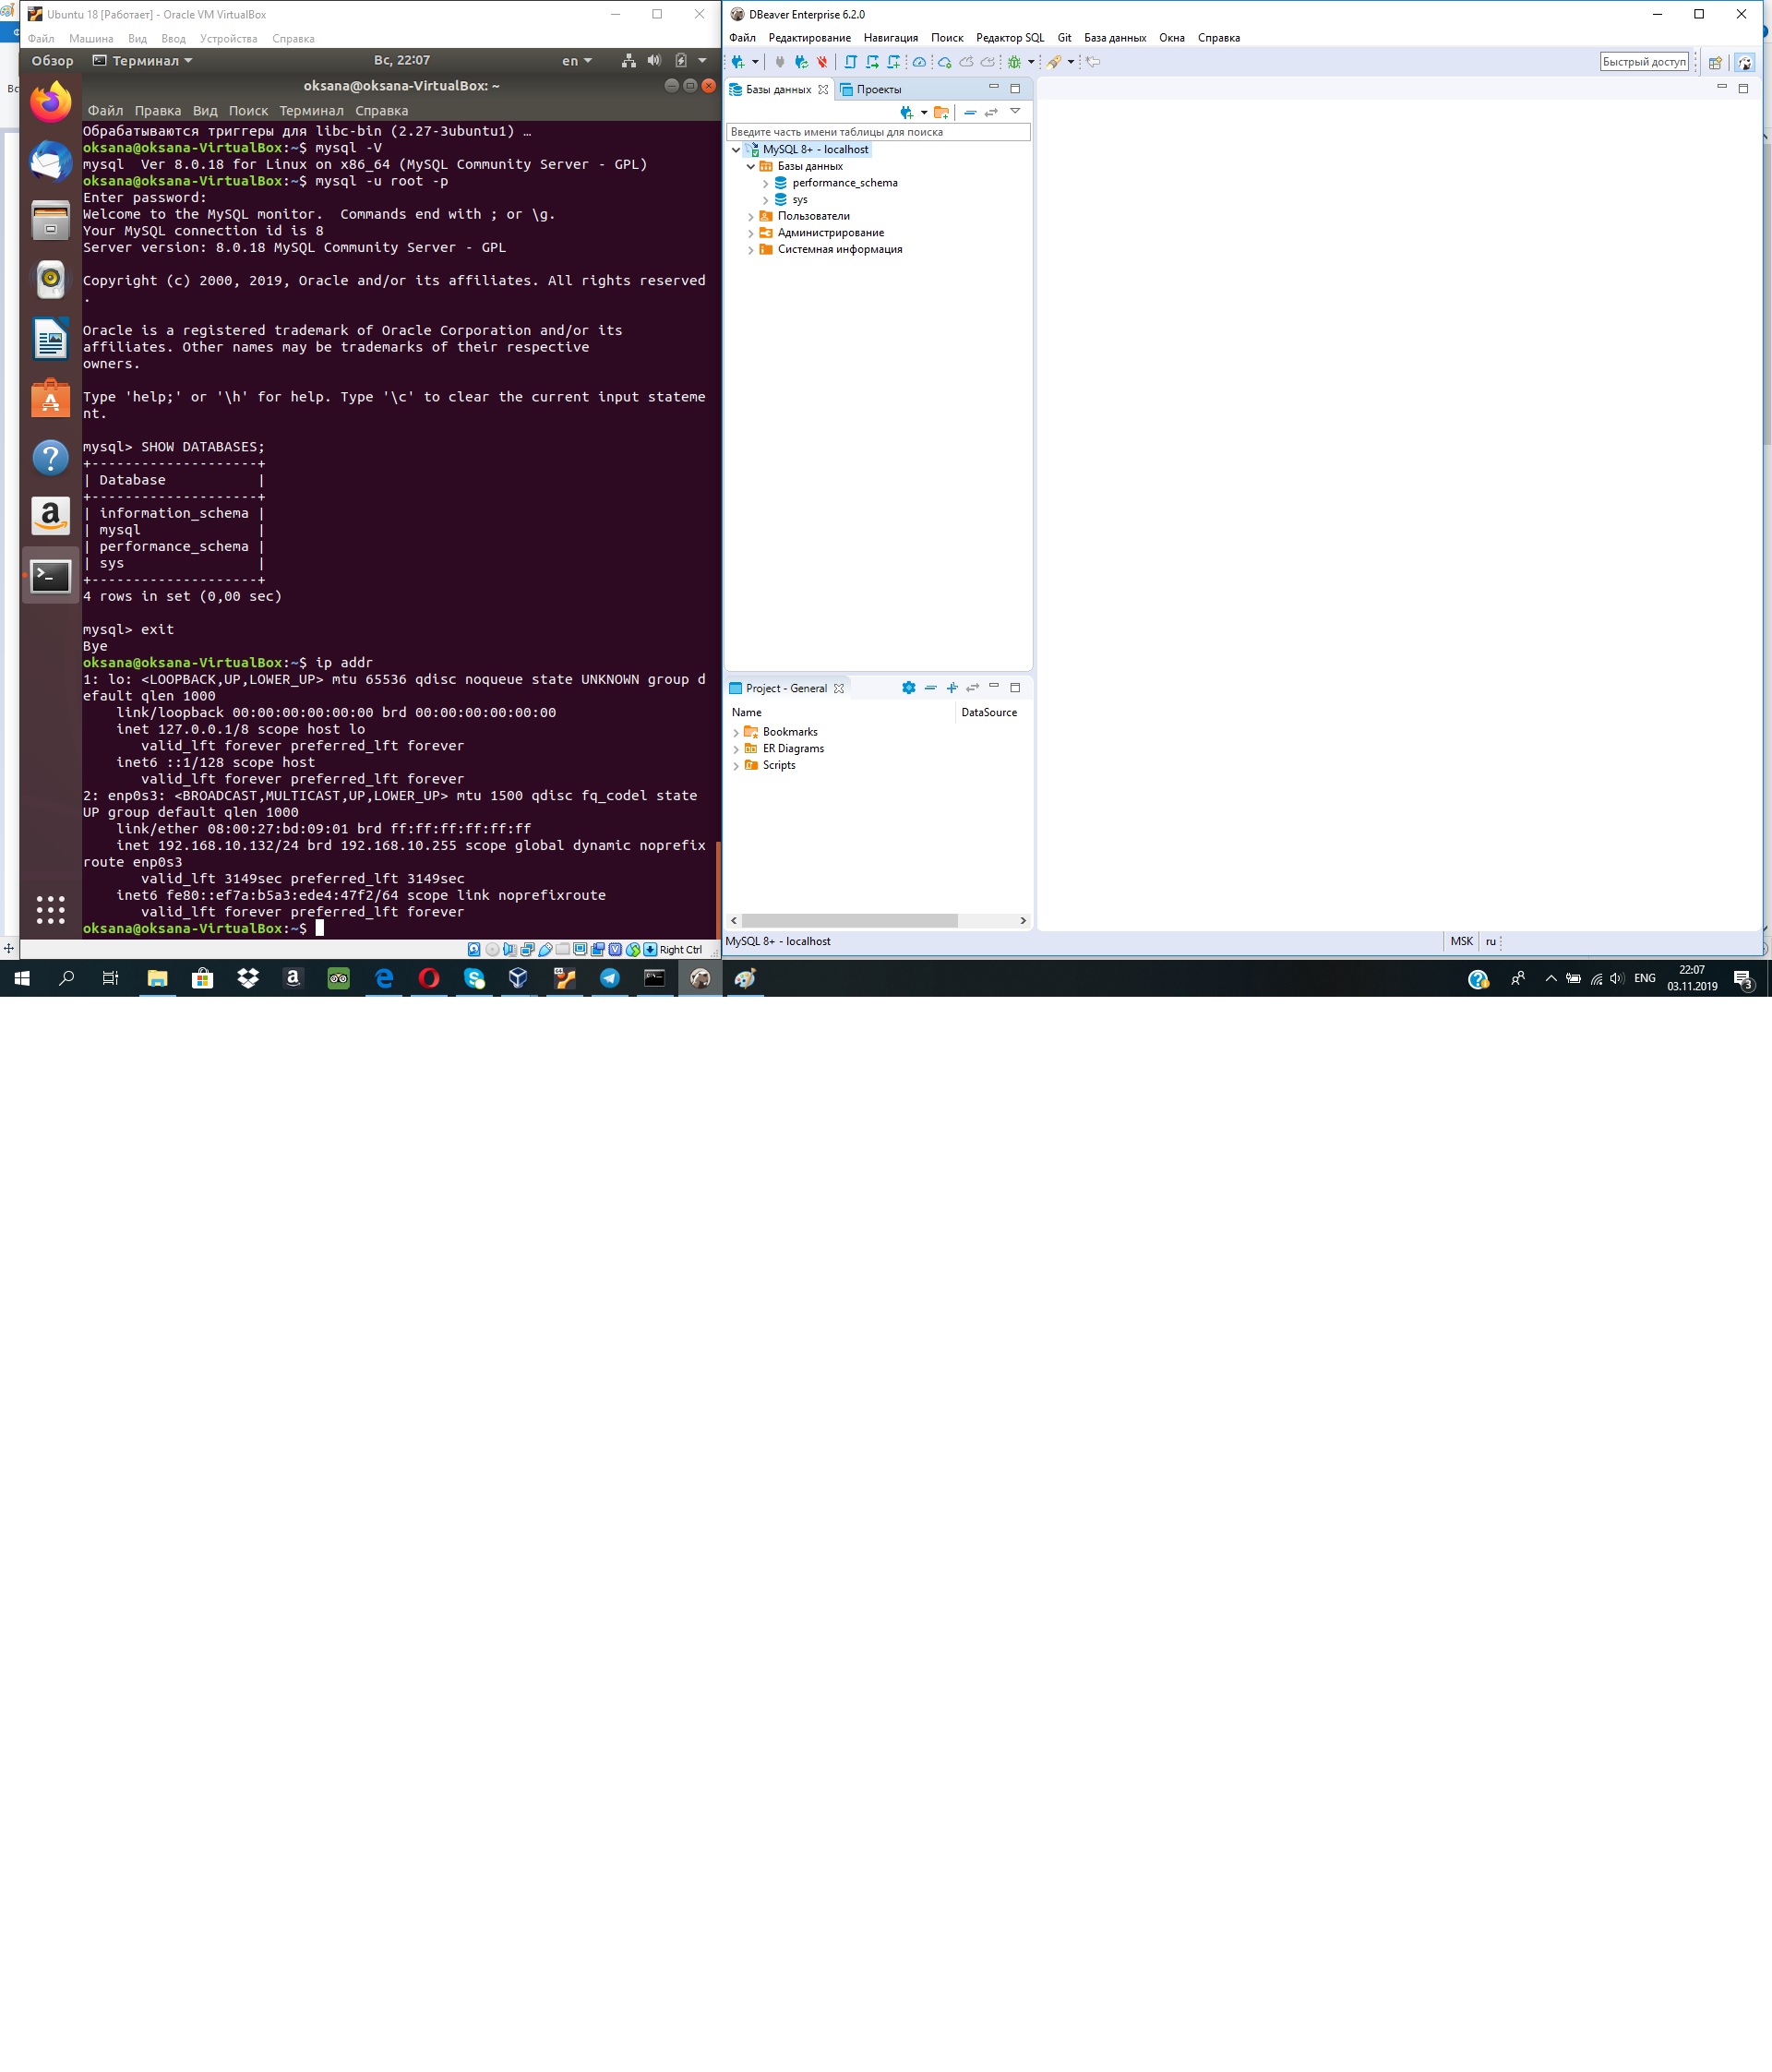 Ubuntu 18 [Работает] - Oracle VM VirtualBox
Файл Машина Вид Ввод Устройства Справка
Обзор Терминал Вс, 22:07 en
oksana@oksana-VirtualBox: ~
Файл Правка Вид Поиск Терминал Справка
Обрабатываются триггеры для libc-bin (2.27-3ubuntu1) …
oksana@oksana-VirtualBox:~$ mysql -V
mysql  Ver 8.0.18 for Linux on x86_64 (MySQL Community Server - GPL)
oksana@oksana-VirtualBox:~$ mysql -u root -p
Enter password:
Welcome to the MySQL monitor.  Commands end with ; or \g.
Your MySQL connection id is 8
Server version: 8.0.18 MySQL Community Server - GPL
Copyright (c) 2000, 2019, Oracle and/or its affiliates. All rights reserved
.
Oracle is a registered trademark of Oracle Corporation and/or its
affiliates. Other names may be trademarks of their respective
owners.
Type 'help;' or '\h' for help. Type '\c' to clear the current input stateme
nt.
mysql> SHOW DATABASES;
+--------------------+
| Database           |
+--------------------+
| information_schema |
| mysql              |
| performance_schema |
| sys                |
+--------------------+
4 rows in set (0,00 sec)
mysql> exit
Bye
oksana@oksana-VirtualBox:~$ ip addr
1: lo: <LOOPBACK,UP,LOWER_UP> mtu 65536 qdisc noqueue state UNKNOWN group d
efault qlen 1000
    link/loopback 00:00:00:00:00:00 brd 00:00:00:00:00:00
    inet 127.0.0.1/8 scope host lo
       valid_lft forever preferred_lft forever
    inet6 ::1/128 scope host
       valid_lft forever preferred_lft forever
2: enp0s3: <BROADCAST,MULTICAST,UP,LOWER_UP> mtu 1500 qdisc fq_codel state
UP group default qlen 1000
    link/ether 08:00:27:bd:09:01 brd ff:ff:ff:ff:ff:ff
    inet 192.168.10.132/24 brd 192.168.10.255 scope global dynamic noprefix
route enp0s3
       valid_lft 3149sec preferred_lft 3149sec
    inet6 fe80::ef7a:b5a3:ede4:47f2/64 scope link noprefixroute
       valid_lft forever preferred_lft forever
oksana@oksana-VirtualBox:~$
Right Ctrl
DBeaver Enterprise 6.2.0
Файл Редактирование Навигация Поиск Редактор SQL Git База данных Окна Справка
Быстрый доступ
Базы данных Проекты
Введите часть имени таблицы для поиска
MySQL 8+ - localhost
Базы данных
performance_schema
sys
Пользователи
Администрирование
Системная информация
Project - General
Name DataSource
Bookmarks
ER Diagrams
Scripts
MySQL 8+ - localhost MSK ru
ENG
22:07
03.11.2019
3